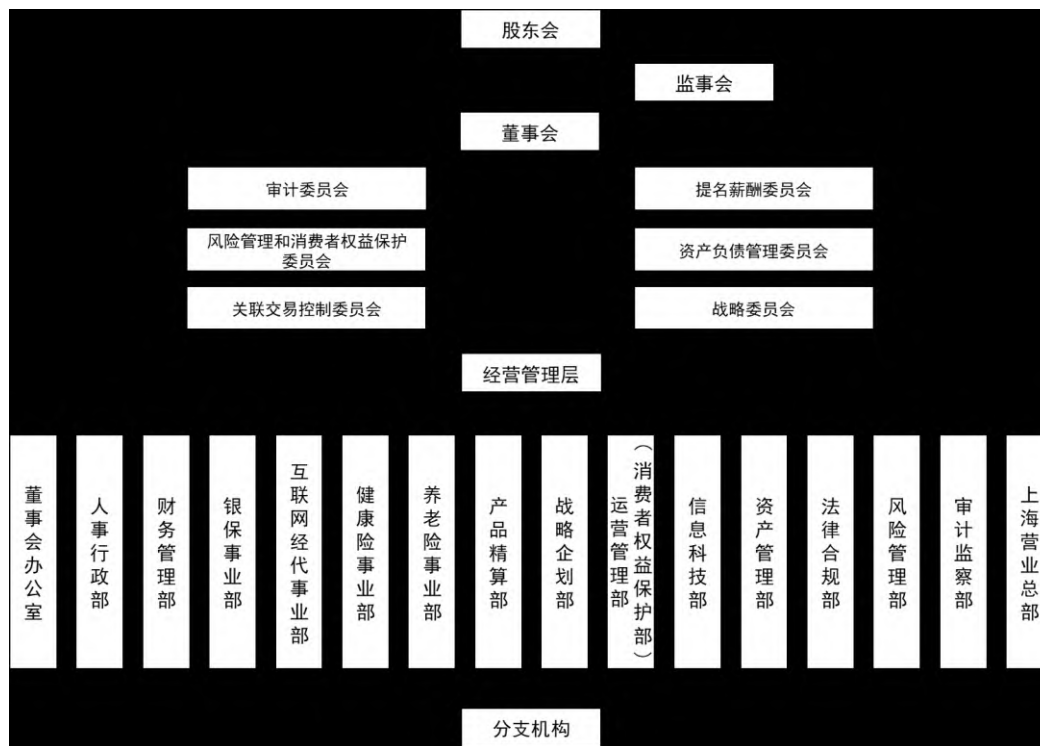 股东会
监事会
董事会
审计委员会
提名薪酬委员会
风险管理和消费者权益保护
委员会
资产负债管理委员会
关联交易控制委员会
战略委员会
经营管理层
董事会办公室
人事行政部
财务管理部
银保事业部
互联网经代事业部
健康险事业部
养老险事业部
产品精算部
战略企划部
运营管理部
（消费者权益保护部）
信息科技部
资产管理部
法律合规部
风险管理部
审计监察部
上海营业总部
分支机构